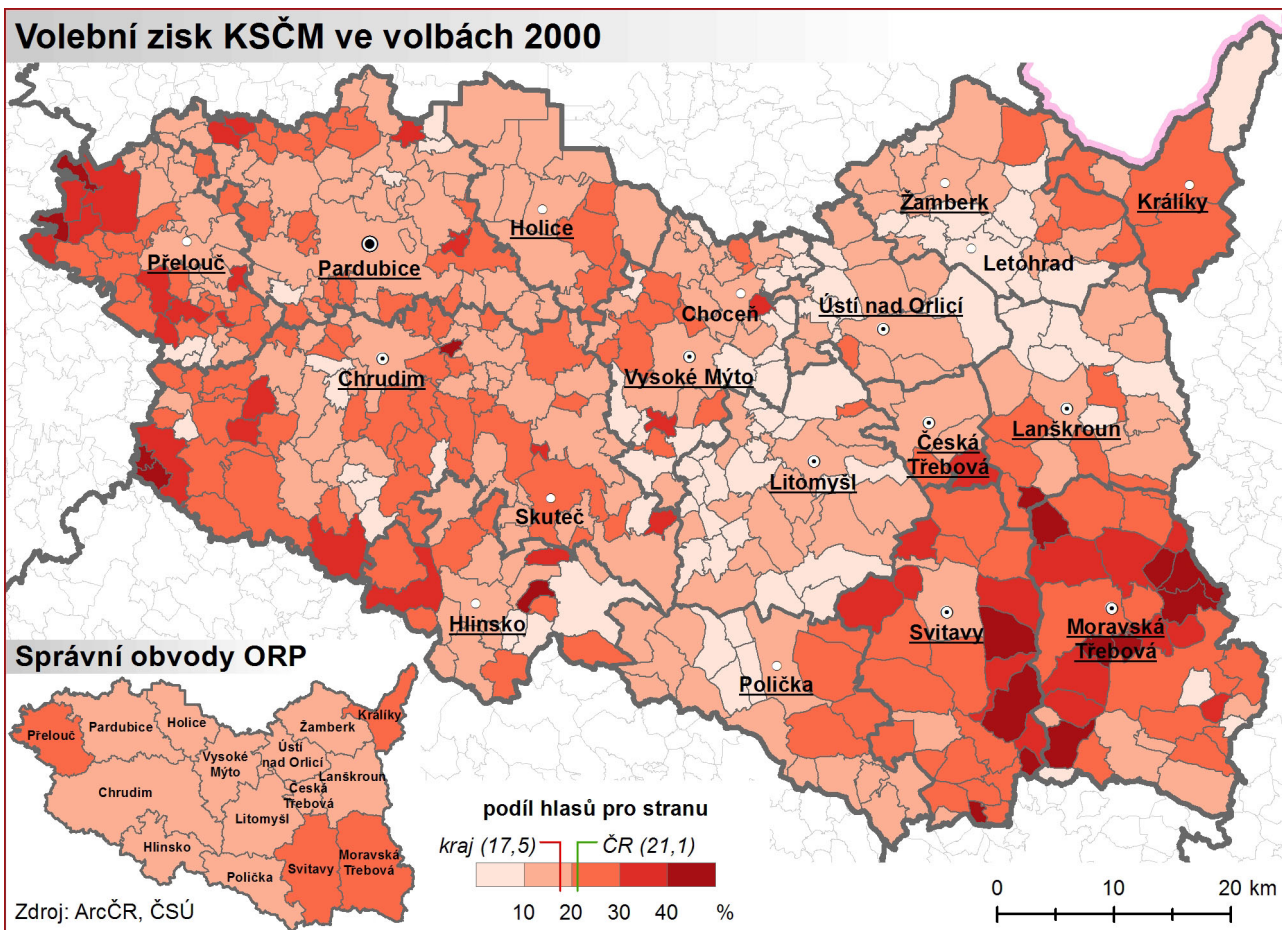 Volební zisk KSČM ve volbách 2000
Žamberk
Králíky
Holice
Přelouč
Pardubice
Letohrad
Choceň
Ústí nad Orlicí
Chrudim
Vysoké Mýto
Lanškroun
Česká
Třebová
Litomyšl
Skuteč
Hlinsko
Svitavy
Moravská
Třebová
Polička
Správní obvody ORP
Přelouč
Pardubice
Holice
Žamberk
Králíky
Vysoké
Mýto
Ústí
nad Orlicí
Lanškroun
Chrudim
Česká
Třebová
Litomyšl
Hlinsko
Svitavy
Moravská
Třebová
Polička
podíl hlasů pro stranu
kraj (17,5) ČR (21,1)
10 20 30 40 %
0 10 20 km
Zdroj: ArcČR, ČSÚ